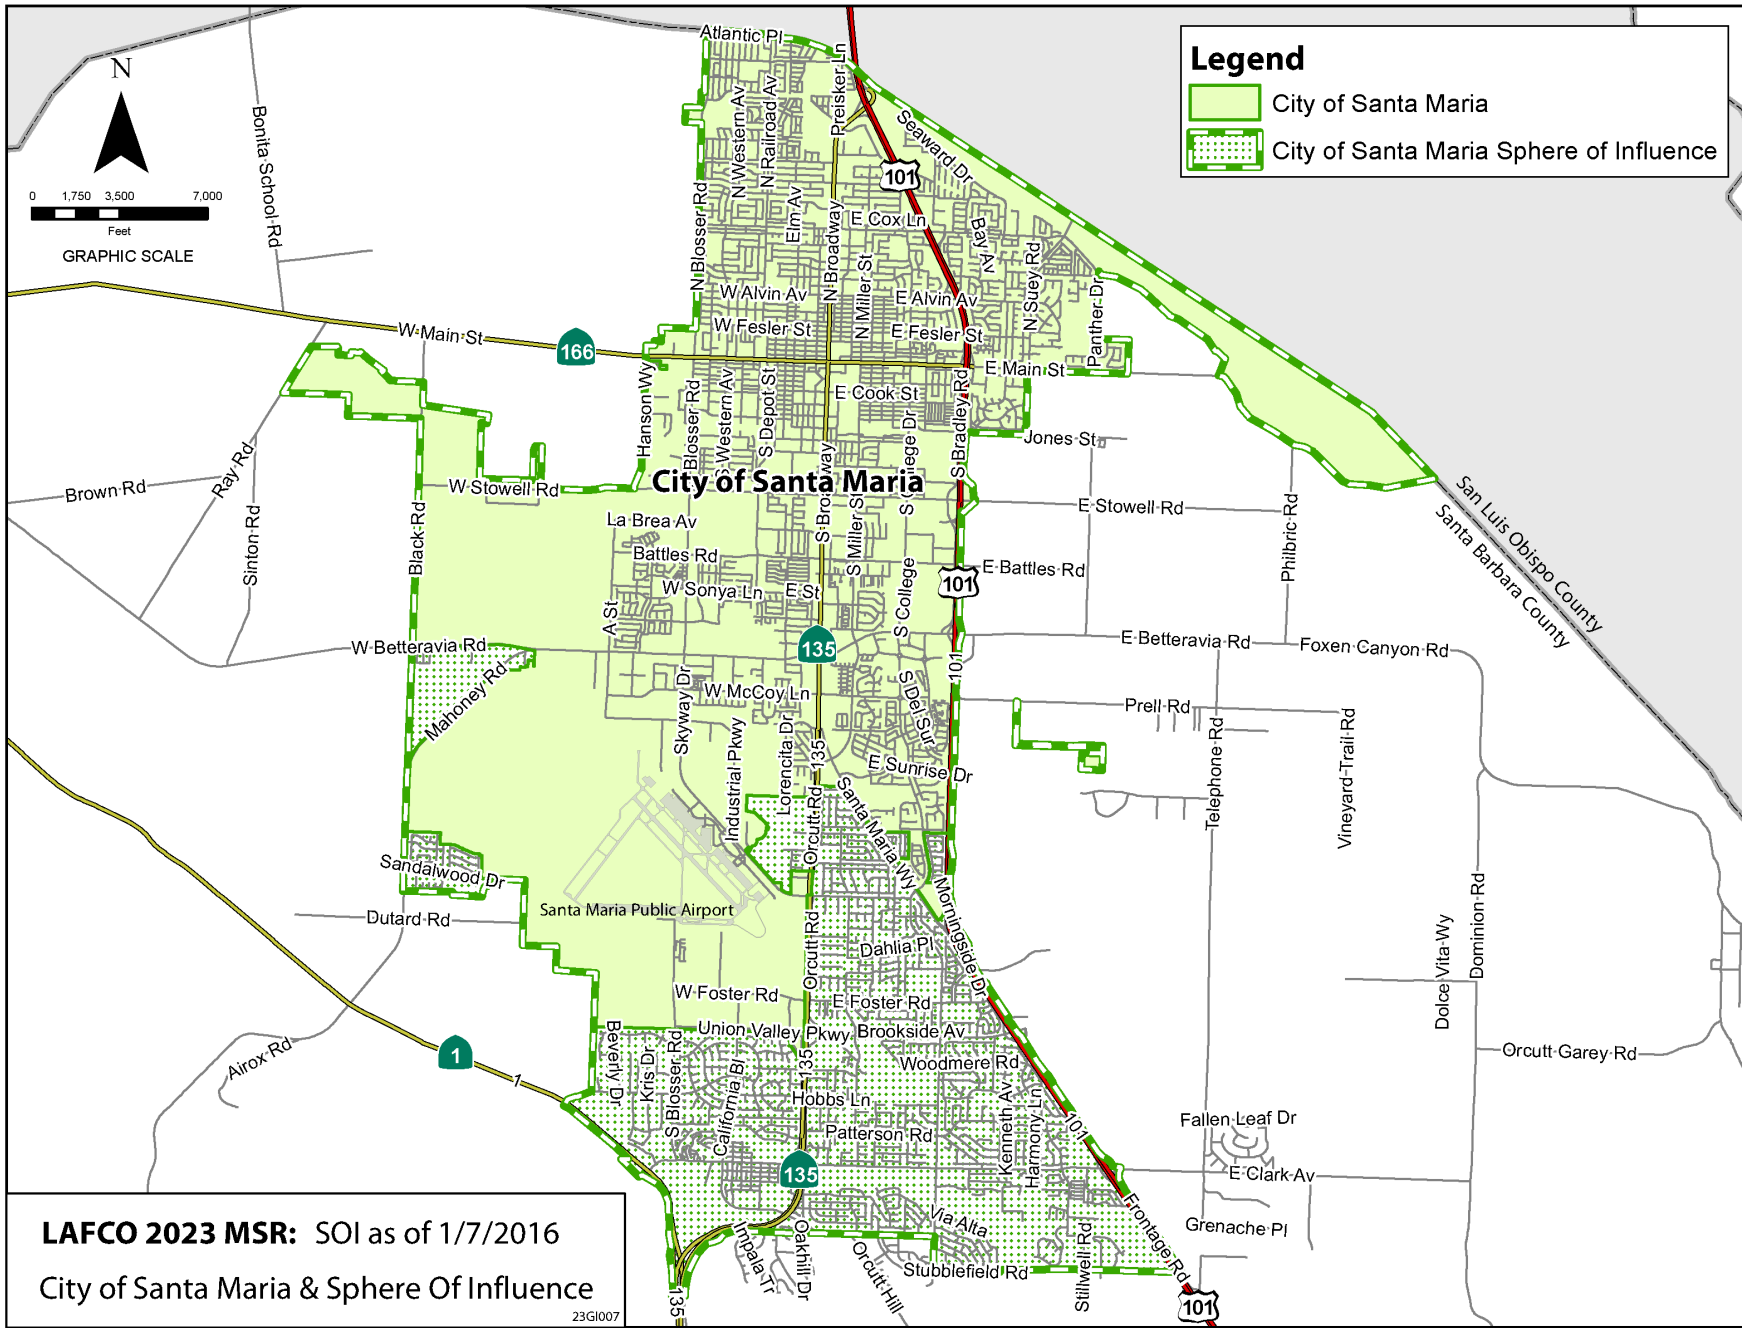 Legend
City of Santa Maria
City of Santa Maria Sphere of Influence
N
0 1,750 3,500 7,000
Feet
GRAPHIC SCALE
Atlantic Pl
Preisker Ln
Bonita School Rd
N Western Av
N Railroad Av
Seaward Dr
101
N Blosser Rd
Elm Av
E Cox Ln
Bay Av
N Broadway
N Miller St
N Suey Rd
W Alvin Av
E Alvin Av
Panther Dr
W Main St
166
W Fesler St
E Fesler St
E Main St
Hanson Wy
S Western Av
S Depot St
E Cook St
S Bradley Rd
Blosser Rd
S College Dr
Jones St
Ray Rd
S Broadway
City of Santa Maria
Brown Rd
W Stowell Rd
E Stowell Rd
San Luis Obispo County
Santa Barbara County
Sinton Rd
Black Rd
La Brea Av
S Miller St
Philbric Rd
Battles Rd
E Battles Rd
W Sonya Ln
E St
101
A St
S College
W Betteravia Rd
135
E Betteravia Rd
Foxen Canyon Rd
Mahoney Rd
Skyway Dr
W McCoy Ln
S Del Sur
101
Prell Rd
Industrial Pkwy
Lorencita Dr
135
E Sunrise Dr
Telephone Rd
Vineyard Trail Rd
Orcutt Rd
Santa Maria Wy
Sandalwood Dr
Morningside Dr
Santa Maria Public Airport
Dutard Rd
Orcutt Rd
Dahlia Pl
Dolce Vita Wy
Dominion Rd
W Foster Rd
E Foster Rd
Union Valley Pkwy
Brookside Av
Airox Rd
1
1
Beverly Dr
Kris Dr
S Blosser Rd
California Bl
135
Woodmere Rd
Orcutt Garey Rd
Hobbs Ln
Kenneth Av
Harmony Ln
101
Patterson Rd
Fallen Leaf Dr
135
E Clark Av
Frontage Rd
Via Alta
Grenache Pl
Impala Tr
Oakhill Dr
Orcutt Hill
Stubblefield Rd
Stillwell Rd
135
101
LAFCO 2023 MSR: SOI as of 1/7/2016
City of Santa Maria & Sphere Of Influence
23GI007